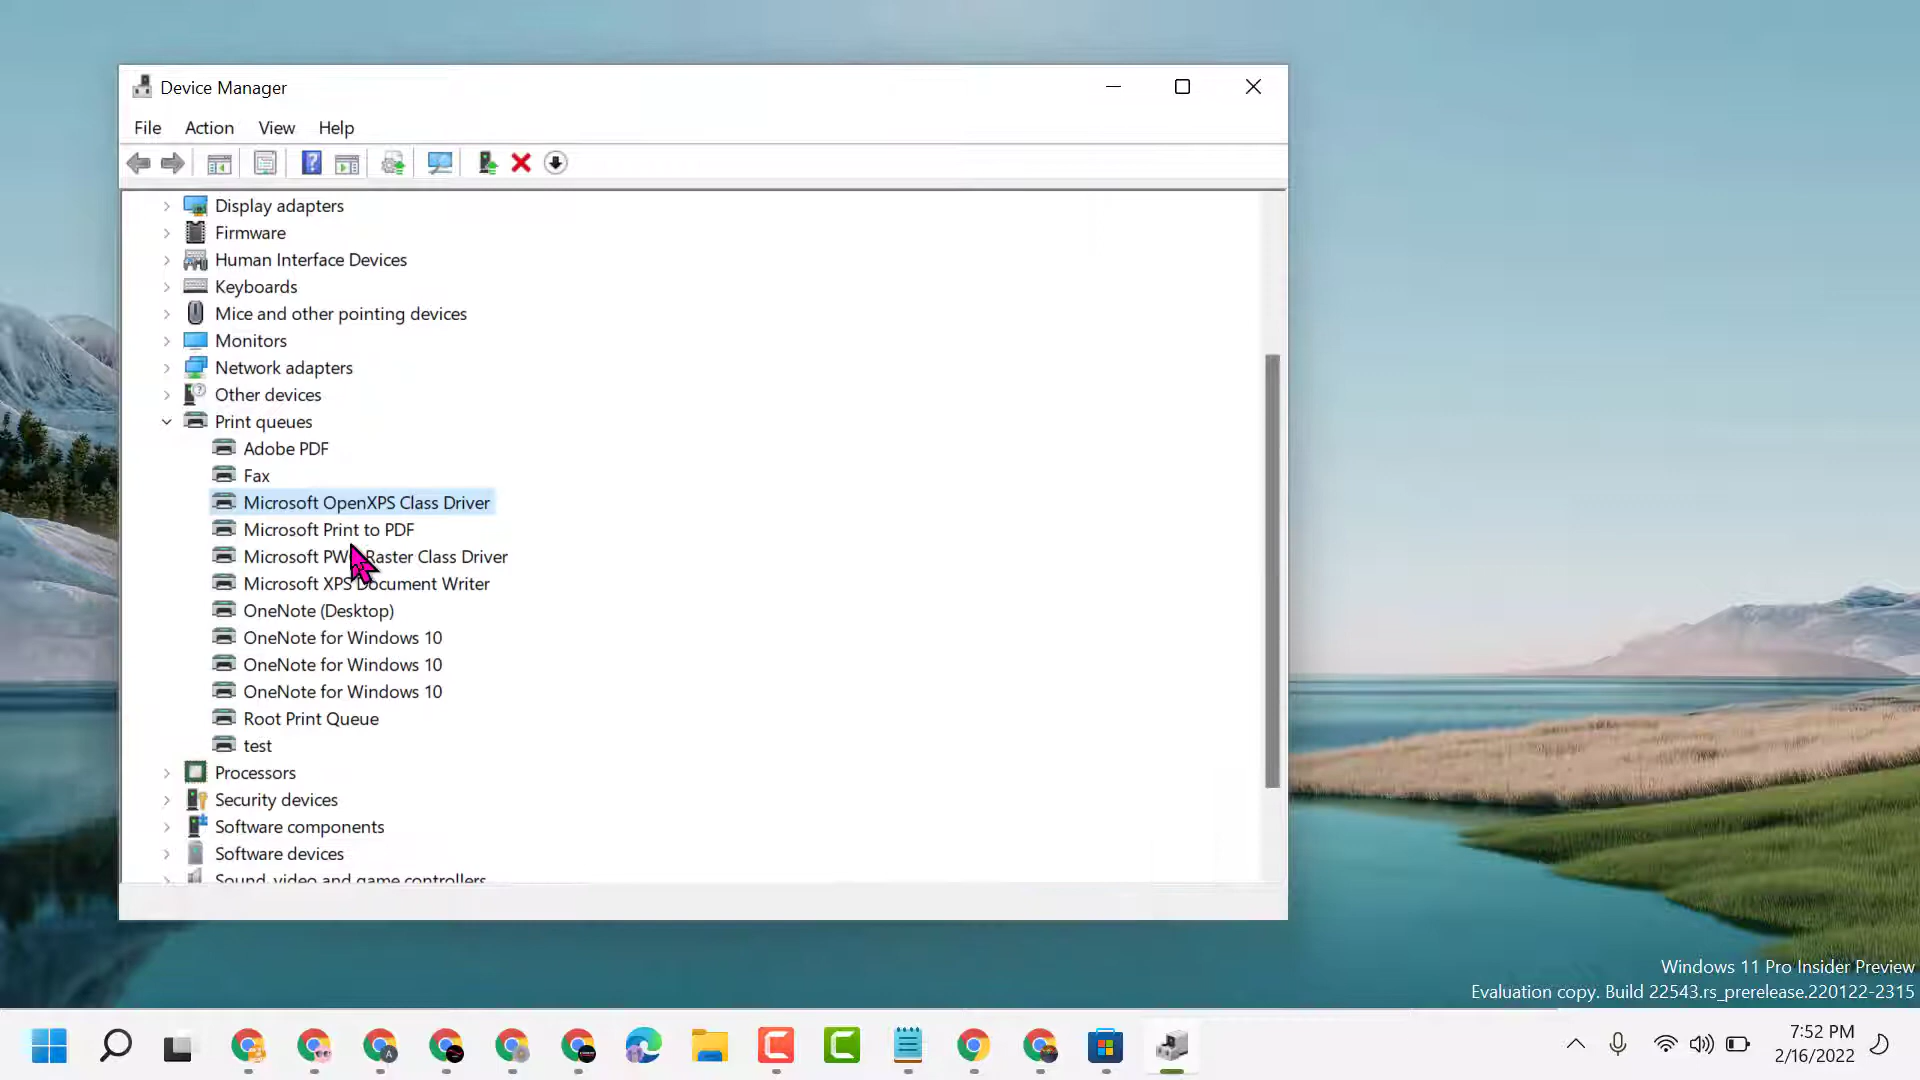 Device Manager
File Action View Help
Display adapters
Firmware
Human Interface Devices
Keyboards
Mice and other pointing devices
Monitors
Network adapters
Other devices
Print queues
Adobe PDF
Fax
Microsoft OpenXPS Class Driver
Microsoft Print to PDF
Microsoft Raster Class Driver
Microsoft XPS Document Writer
OneNote (Desktop)
OneNote for Windows 10
OneNote for Windows 10
OneNote for Windows 10
Root Print Queue
test
Processors
Security devices
Software components
Software devices
Sound, video and game controllers
Windows 11 Pro Insider Preview
Evaluation copy. Build 22543.rs_prerelease.220122-2315
7:52 PM
2/16/2022